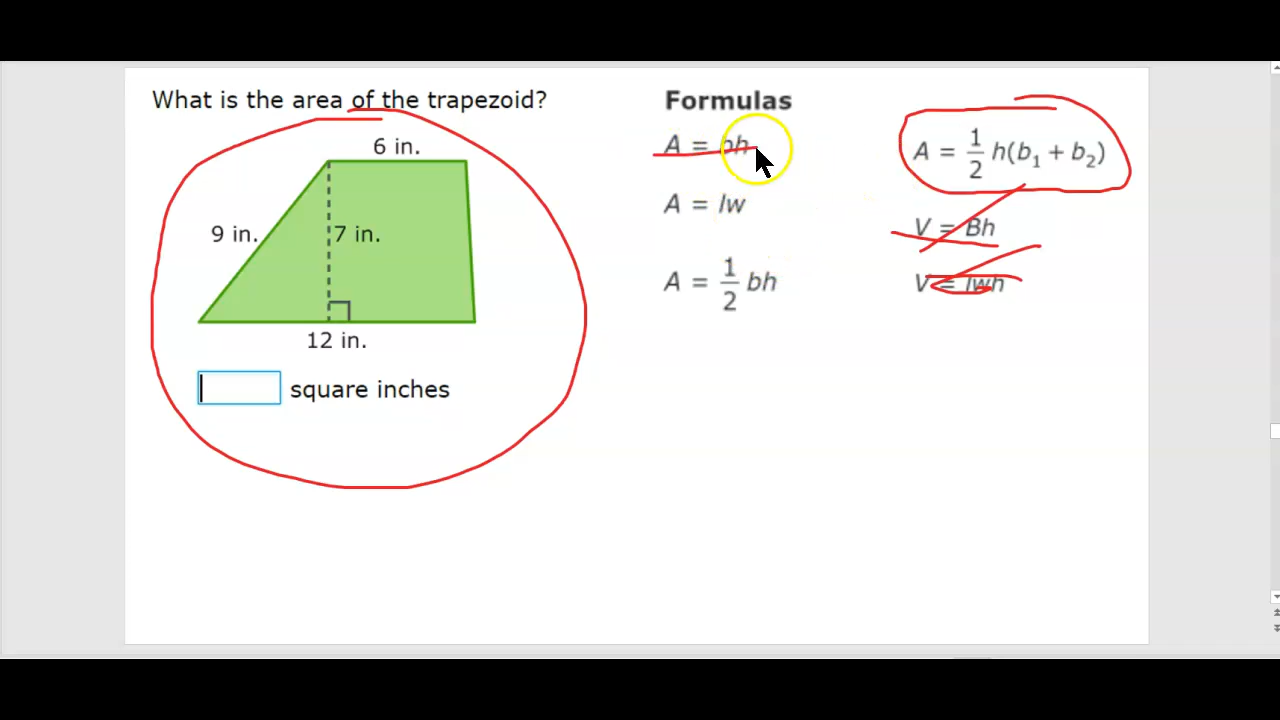 What is the area of the trapezoid?
6 in.
9 in.
7 in.
12 in.
square inches
Formulas
A = bh
A = lw
A = 1/2 bh
A = 1/2 h(b₁ + b₂)
V = Bh
V = lwh